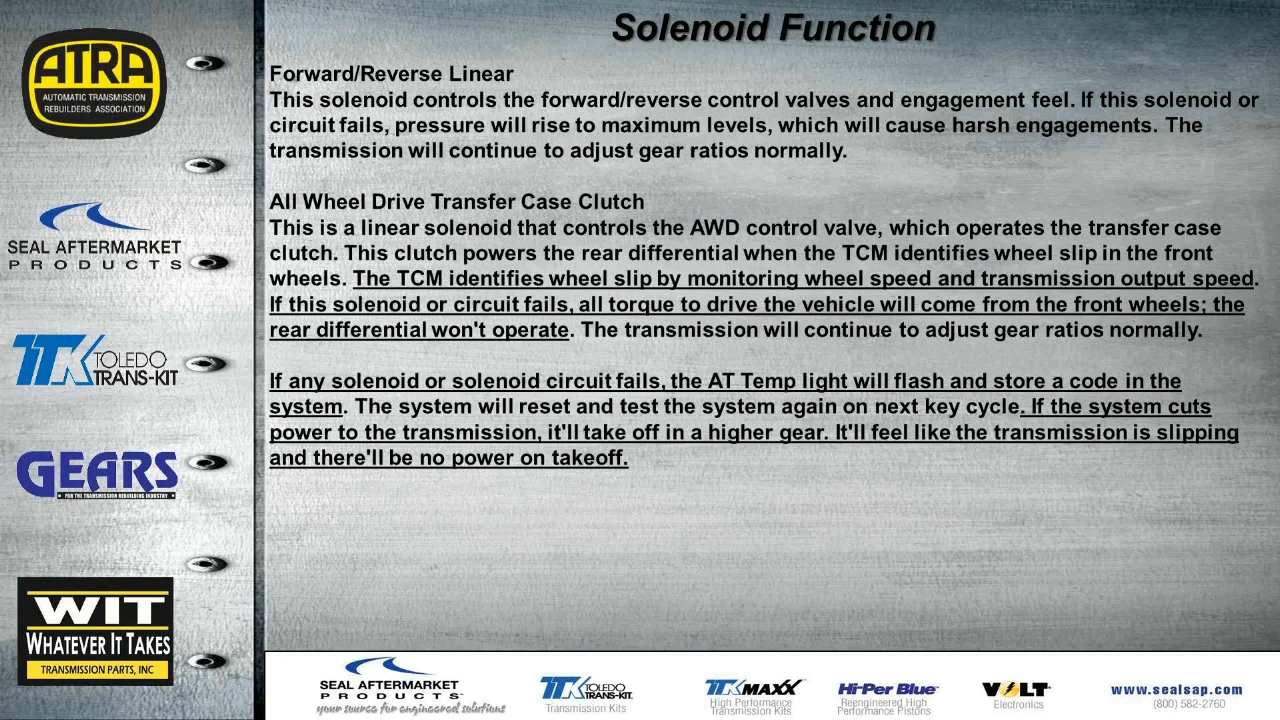 Solenoid Function
ATRA
AUTOMATIC TRANSMISSION
REBUILDERS ASSOCIATION
SEAL AFTERMARKET
PRODUCTS
TTK TOLEDO
TRANS-KIT
GEARS
FOR THE TRANSMISSION REBUILDING INDUSTRY
WIT
WHATEVER IT TAKES
TRANSMISSION PARTS, INC
Forward/Reverse Linear
This solenoid controls the forward/reverse control valves and engagement feel. If this solenoid or
circuit fails, pressure will rise to maximum levels, which will cause harsh engagements. The
transmission will continue to adjust gear ratios normally.
All Wheel Drive Transfer Case Clutch
This is a linear solenoid that controls the AWD control valve, which operates the transfer case
clutch. This clutch powers the rear differential when the TCM identifies wheel slip in the front
wheels. The TCM identifies wheel slip by monitoring wheel speed and transmission output speed.
If this solenoid or circuit fails, all torque to drive the vehicle will come from the front wheels; the
rear differential won't operate. The transmission will continue to adjust gear ratios normally.
If any solenoid or solenoid circuit fails, the AT Temp light will flash and store a code in the
system. The system will reset and test the system again on next key cycle. If the system cuts
power to the transmission, it'll take off in a higher gear. It'll feel like the transmission is slipping
and there'll be no power on takeoff.
SEAL AFTERMARKET
PRODUCTS
your source for engineered solutions
TTK TOLEDO
TRANS-KIT
Transmission Kits
TTK MAXX
High Performance
Transmission Kits
Hi-Per Blue
Reengineered High
Performance Pistons
VOLT
Electronics
www.sealsap.com
(800) 582-2760